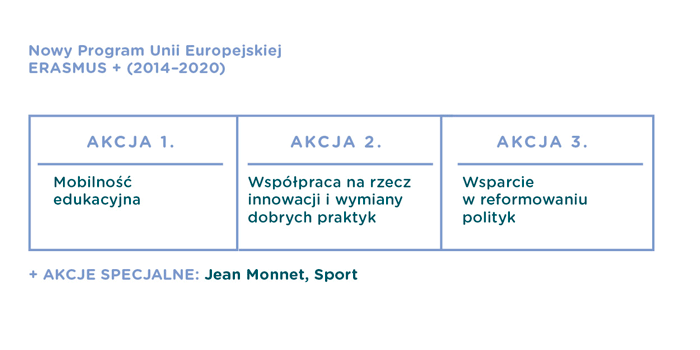 Nowy Program Unii Europejskiej
ERASMUS + (2014–2020)
AKCJA 1.
Mobilność
edukacyjna
AKCJA 2.
Współpraca na rzecz
innowacji i wymiany
dobrych praktyk
AKCJA 3.
Wsparcie
w reformowaniu
polityk
+ AKCJE SPECJALNE: Jean Monnet, Sport